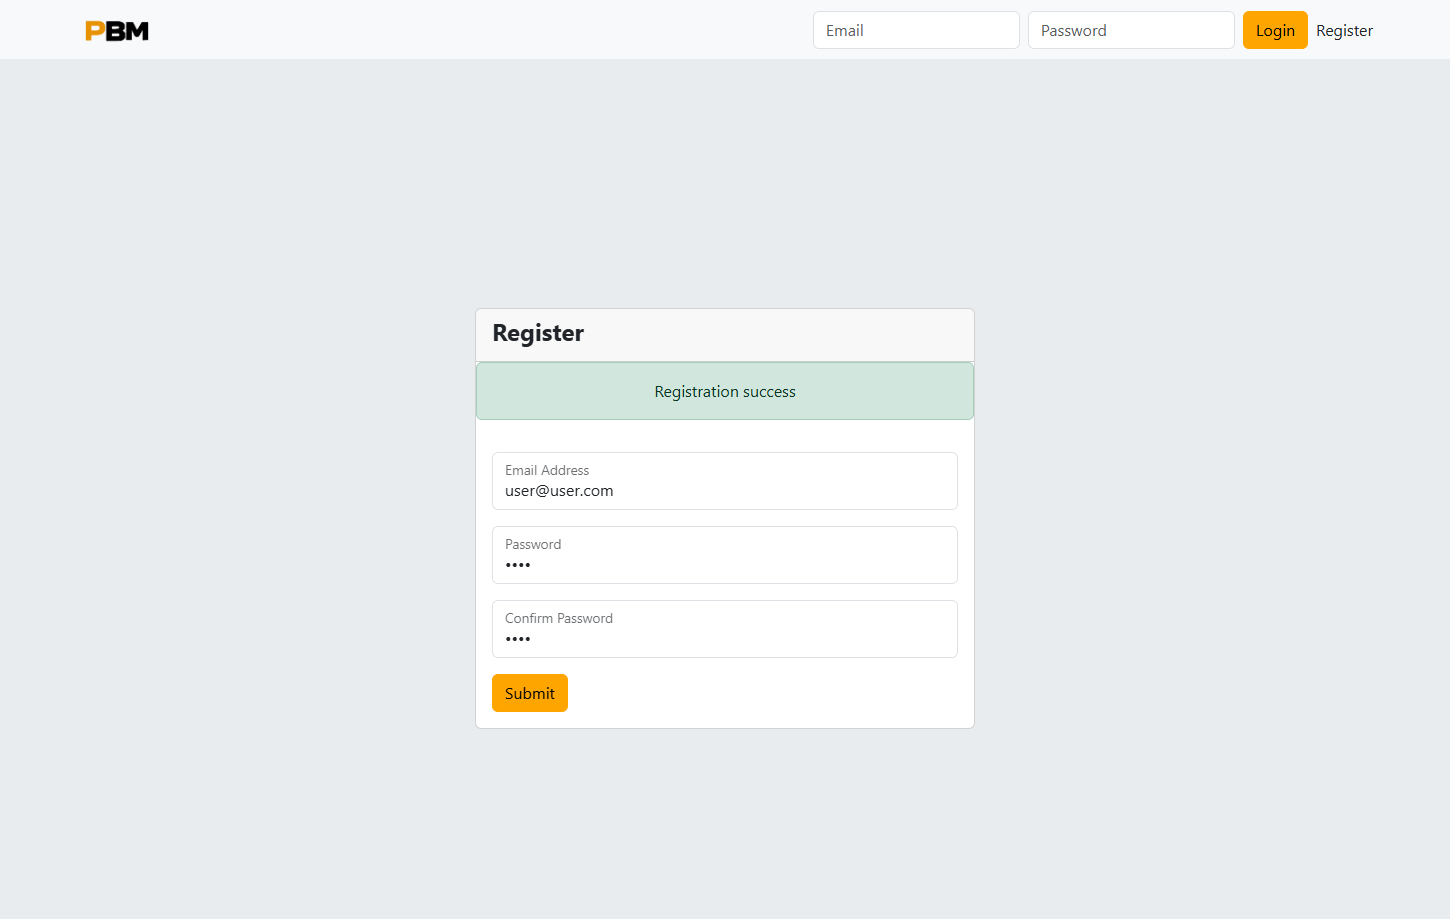 PBM
Email
Password
Login
Register
Register
Registration success
Email Address
user@user.com
Password
••••
Confirm Password
••••
Submit